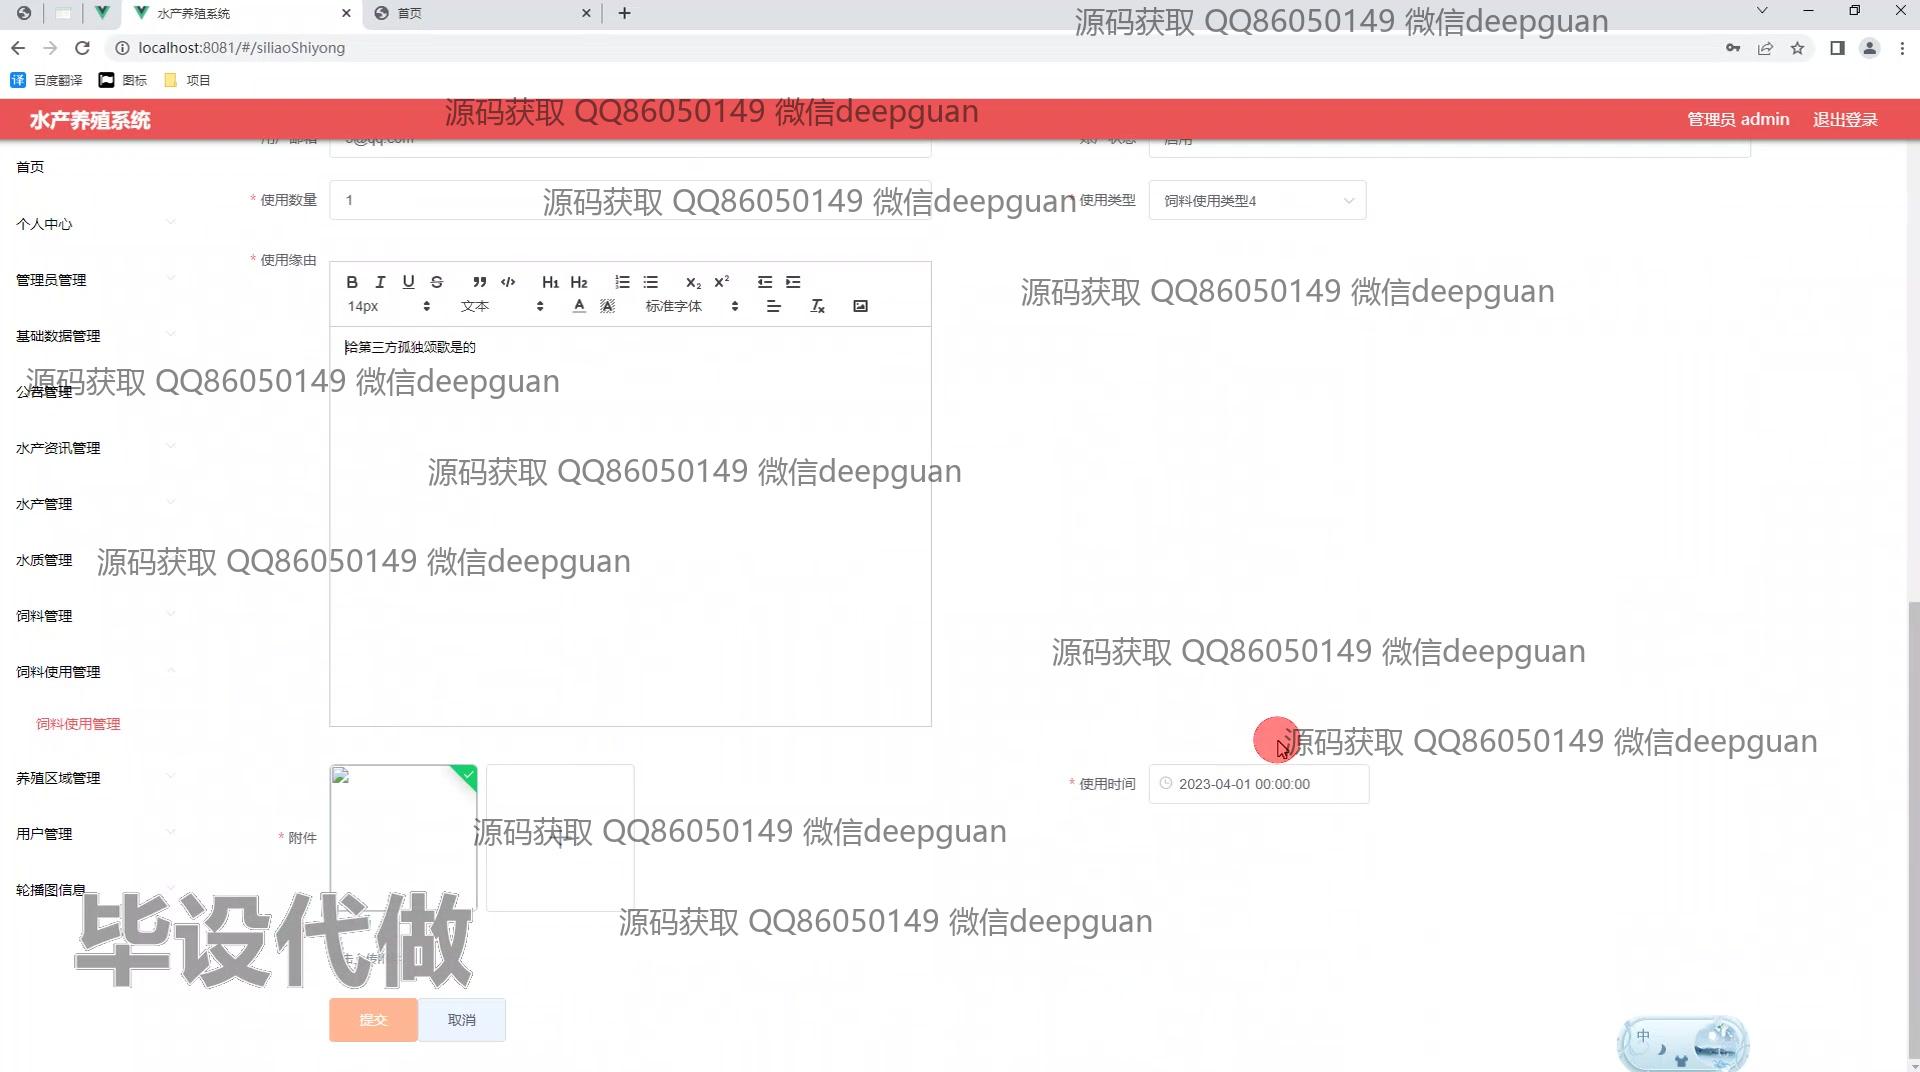 水产养殖系统
首页
源码获取 QQ86050149 微信deepguan
localhost:8081/#/siliaoShiyong
译 百度翻译
图标
项目
水产养殖系统
源码获取 QQ86050149 微信deepguan
管理员 admin
退出登录
首页
个人中心
管理员管理
基础数据管理
公告管理
水产资讯管理
水产管理
水质管理
饲料管理
饲料使用管理
饲料使用管理
养殖区域管理
用户管理
轮播图信息
* 使用数量
1
源码获取 QQ86050149 微信deepguan
* 使用类型
饲料使用类型4
* 使用缘由
B I U S H1 H2 X2 X2
14px 文本 A 标准字体
源码获取 QQ86050149 微信deepguan
给第三方孤独颂歌是的
源码获取 QQ86050149 微信deepguan
源码获取 QQ86050149 微信deepguan
源码获取 QQ86050149 微信deepguan
源码获取 QQ86050149 微信deepguan
源码获取 QQ86050149 微信deepguan
* 使用时间
2023-04-01 00:00:00
* 附件
源码获取 QQ86050149 微信deepguan
源码获取 QQ86050149 微信deepguan
毕设代做
提交
取消
中